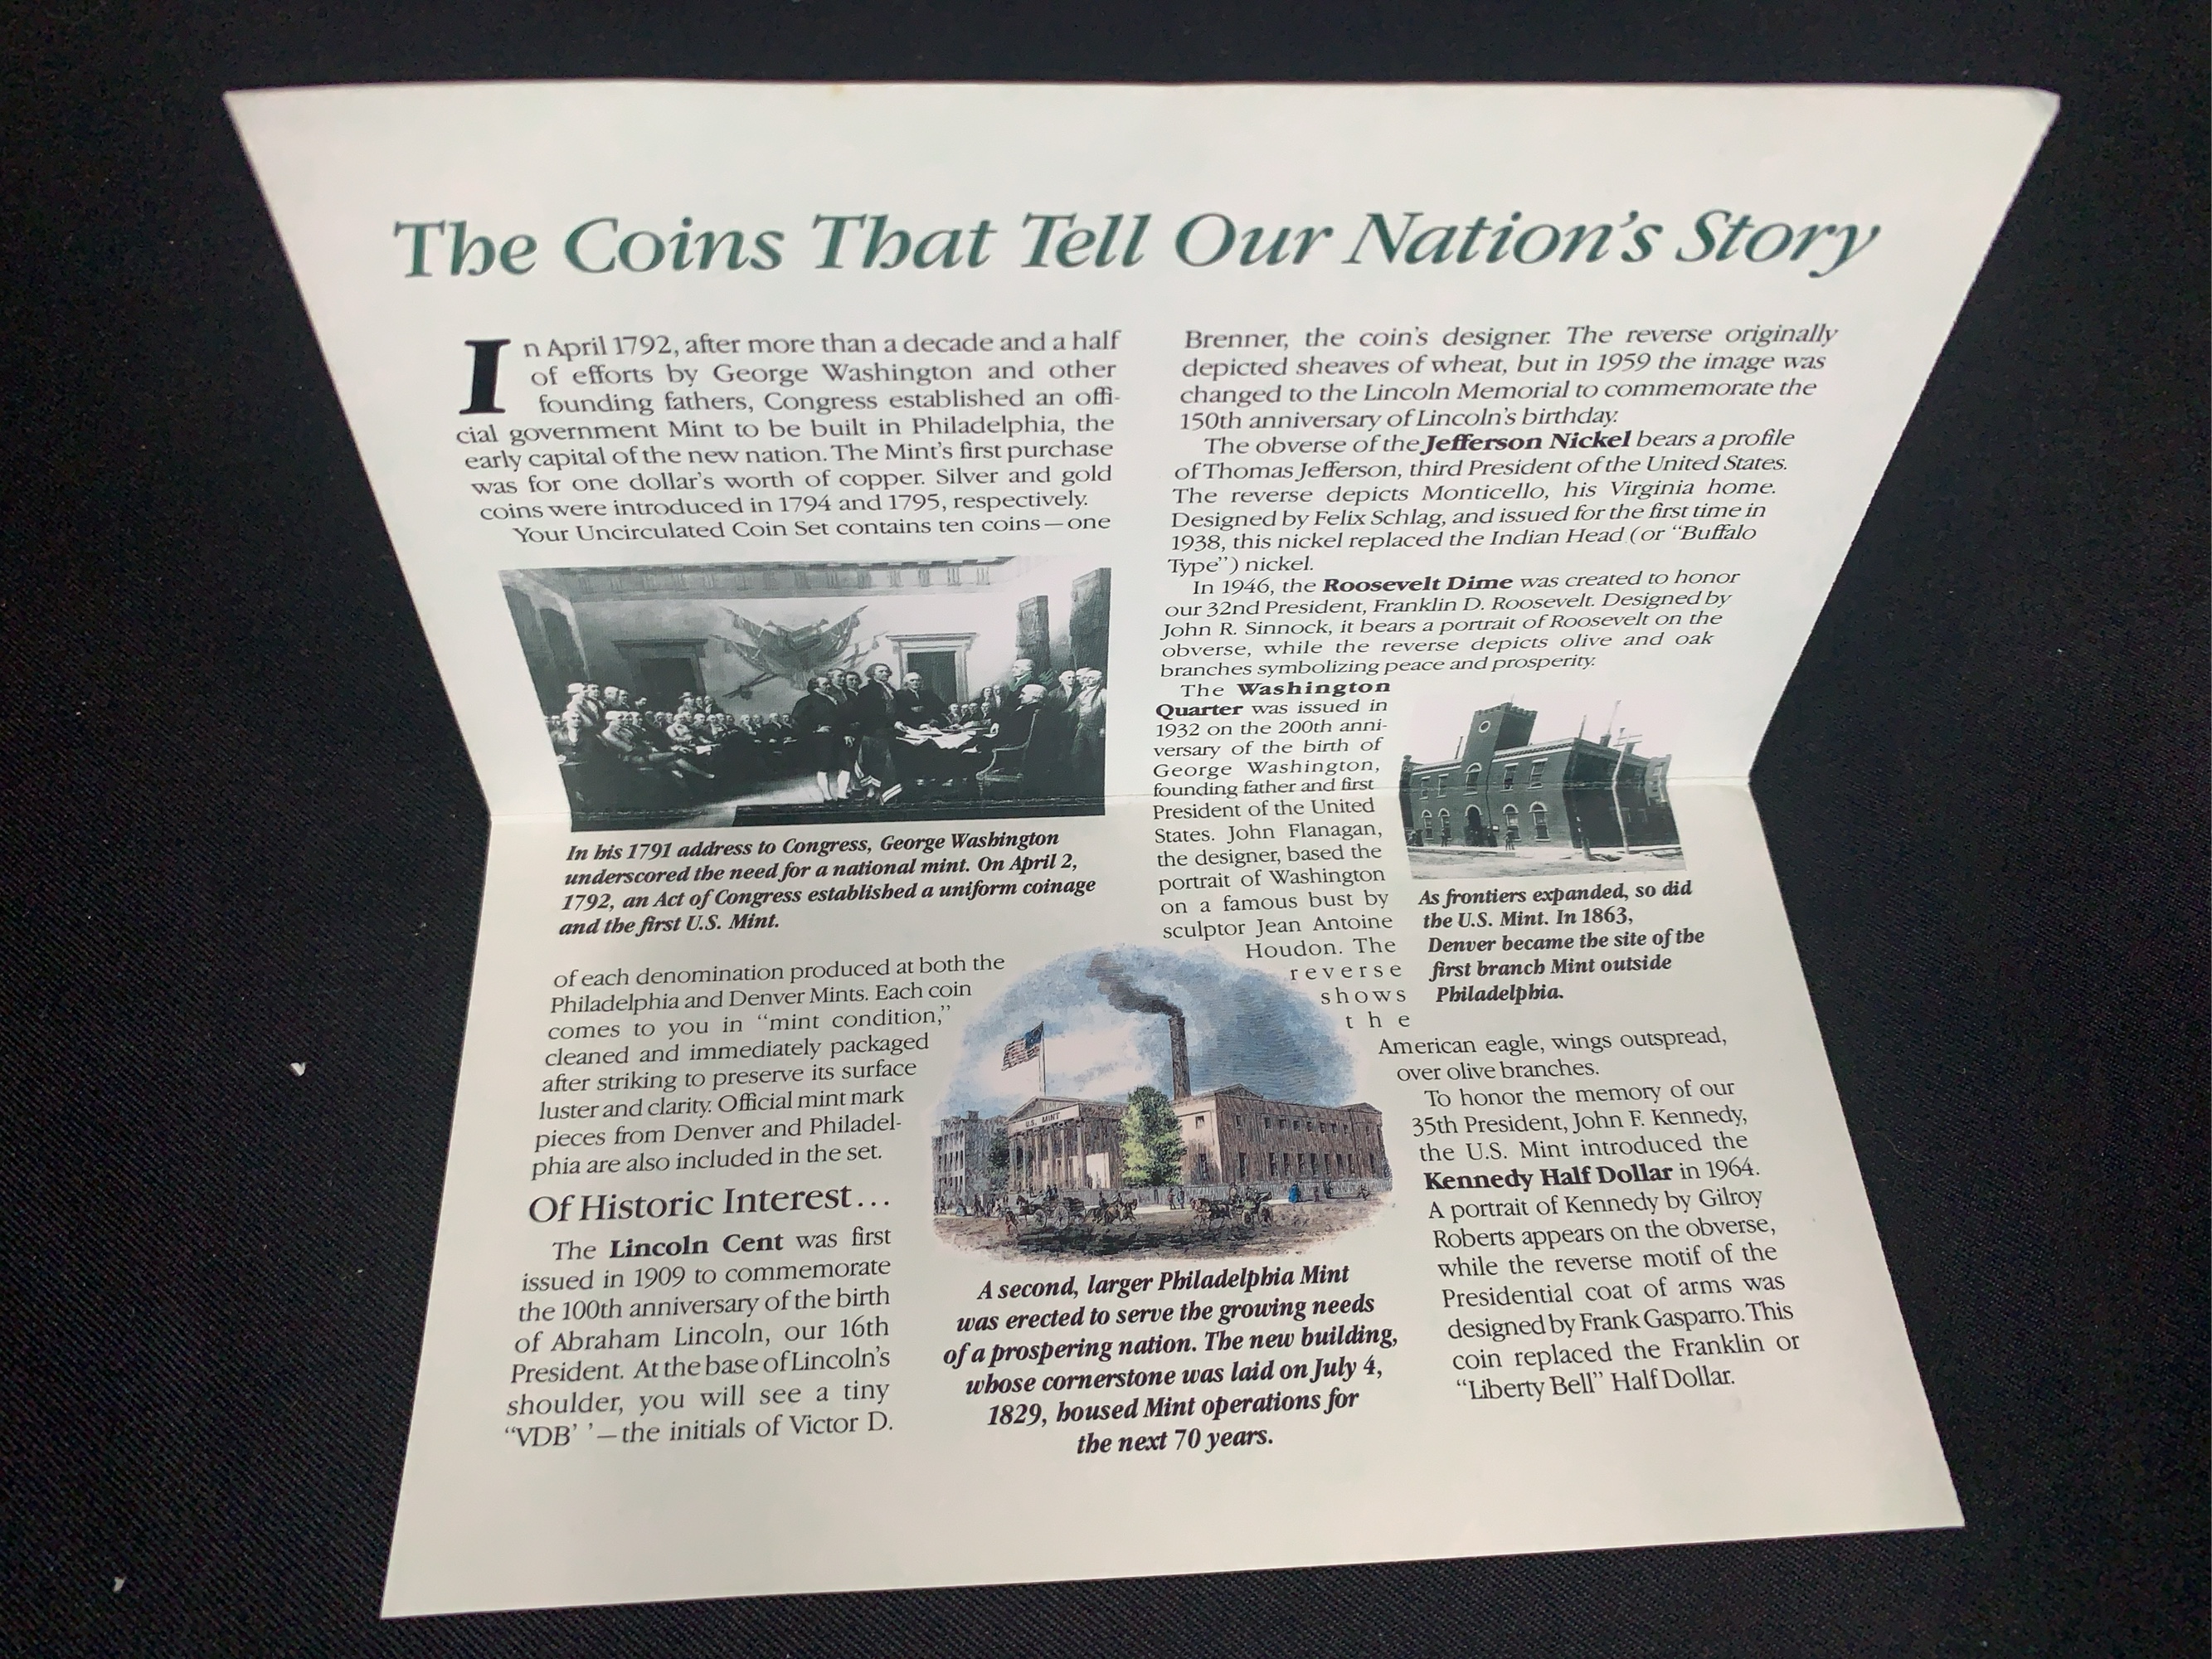 The Coins That Tell Our Nation's Story
In April 1792, after more than a decade and a half
of efforts by George Washington and other
founding fathers, Congress established an offi-
cial government Mint to be built in Philadelphia, the
early capital of the new nation. The Mint's first purchase
was for one dollar's worth of copper. Silver and gold
coins were introduced in 1794 and 1795, respectively.
Your Uncirculated Coin Set contains ten coins—one
In his 1791 address to Congress, George Washington
underscored the need for a national mint. On April 2,
1792, an Act of Congress established a uniform coinage
and the first U.S. Mint.
of each denomination produced at both the
Philadelphia and Denver Mints. Each coin
comes to you in "mint condition,"
cleaned and immediately packaged
after striking to preserve its surface
luster and clarity. Official mint mark
pieces from Denver and Philadel-
phia are also included in the set.
Of Historic Interest...
The Lincoln Cent was first
issued in 1909 to commemorate
the 100th anniversary of the birth
of Abraham Lincoln, our 16th
President. At the base of Lincoln's
shoulder, you will see a tiny
"VDB' '—the initials of Victor D.
U.S. MINT
A second, larger Philadelphia Mint
was erected to serve the growing needs
of a prospering nation. The new building,
whose cornerstone was laid on July 4,
1829, housed Mint operations for
the next 70 years.
Brenner, the coin's designer. The reverse originally
depicted sheaves of wheat, but in 1959 the image was
changed to the Lincoln Memorial to commemorate the
150th anniversary of Lincoln's birthday.
The obverse of the Jefferson Nickel bears a profile
of Thomas Jefferson, third President of the United States.
The reverse depicts Monticello, his Virginia home.
Designed by Felix Schlag, and issued for the first time in
1938, this nickel replaced the Indian Head (or "Buffalo
Type") nickel.
In 1946, the Roosevelt Dime was created to honor
our 32nd President, Franklin D. Roosevelt. Designed by
John R. Sinnock, it bears a portrait of Roosevelt on the
obverse, while the reverse depicts olive and oak
branches symbolizing peace and prosperity.
The Washington
Quarter was issued in
1932 on the 200th anni-
versary of the birth of
George Washington,
founding father and first
President of the United
States. John Flanagan,
the designer, based the
portrait of Washington
on a famous bust by
sculptor Jean Antoine
Houdon. The
reverse
shows
the
American eagle, wings outspread,
over olive branches.
As frontiers expanded, so did
the U.S. Mint. In 1863,
Denver became the site of the
first branch Mint outside
Philadelphia.
To honor the memory of our
35th President, John F. Kennedy,
the U.S. Mint introduced the
Kennedy Half Dollar in 1964.
A portrait of Kennedy by Gilroy
Roberts appears on the obverse,
while the reverse motif of the
Presidential coat of arms was
designed by Frank Gasparro. This
coin replaced the Franklin or
"Liberty Bell" Half Dollar.